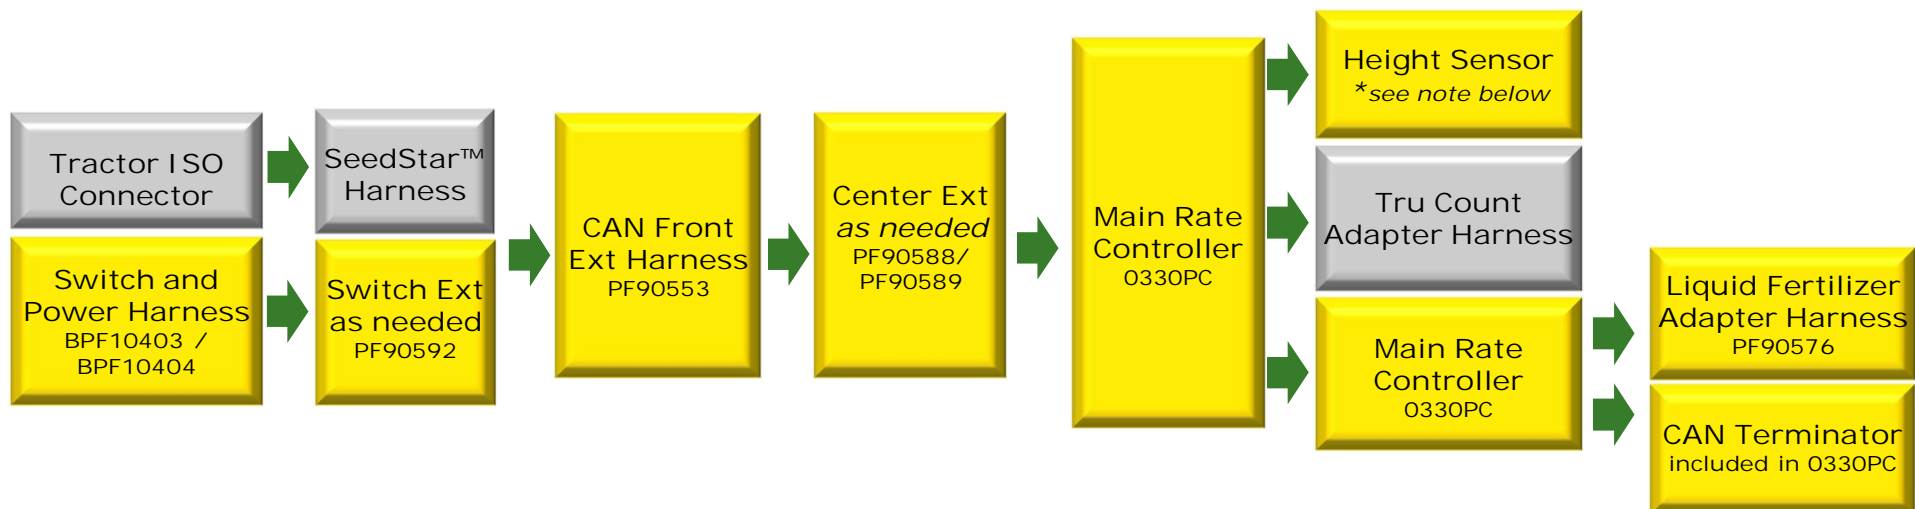 Tractor ISO
Connector
SeedStar™
Harness
Switch and
Power Harness
BPF10403 /
BPF10404
Switch Ext
as needed
PF90592
CAN Front
Ext Harness
PF90553
Center Ext
as needed
PF90588/
PF90589
Main Rate
Controller
0330PC
Height Sensor
*see note below
Tru Count
Adapter Harness
Main Rate
Controller
0330PC
Liquid Fertilizer
Adapter Harness
PF90576
CAN Terminator
included in 0330PC